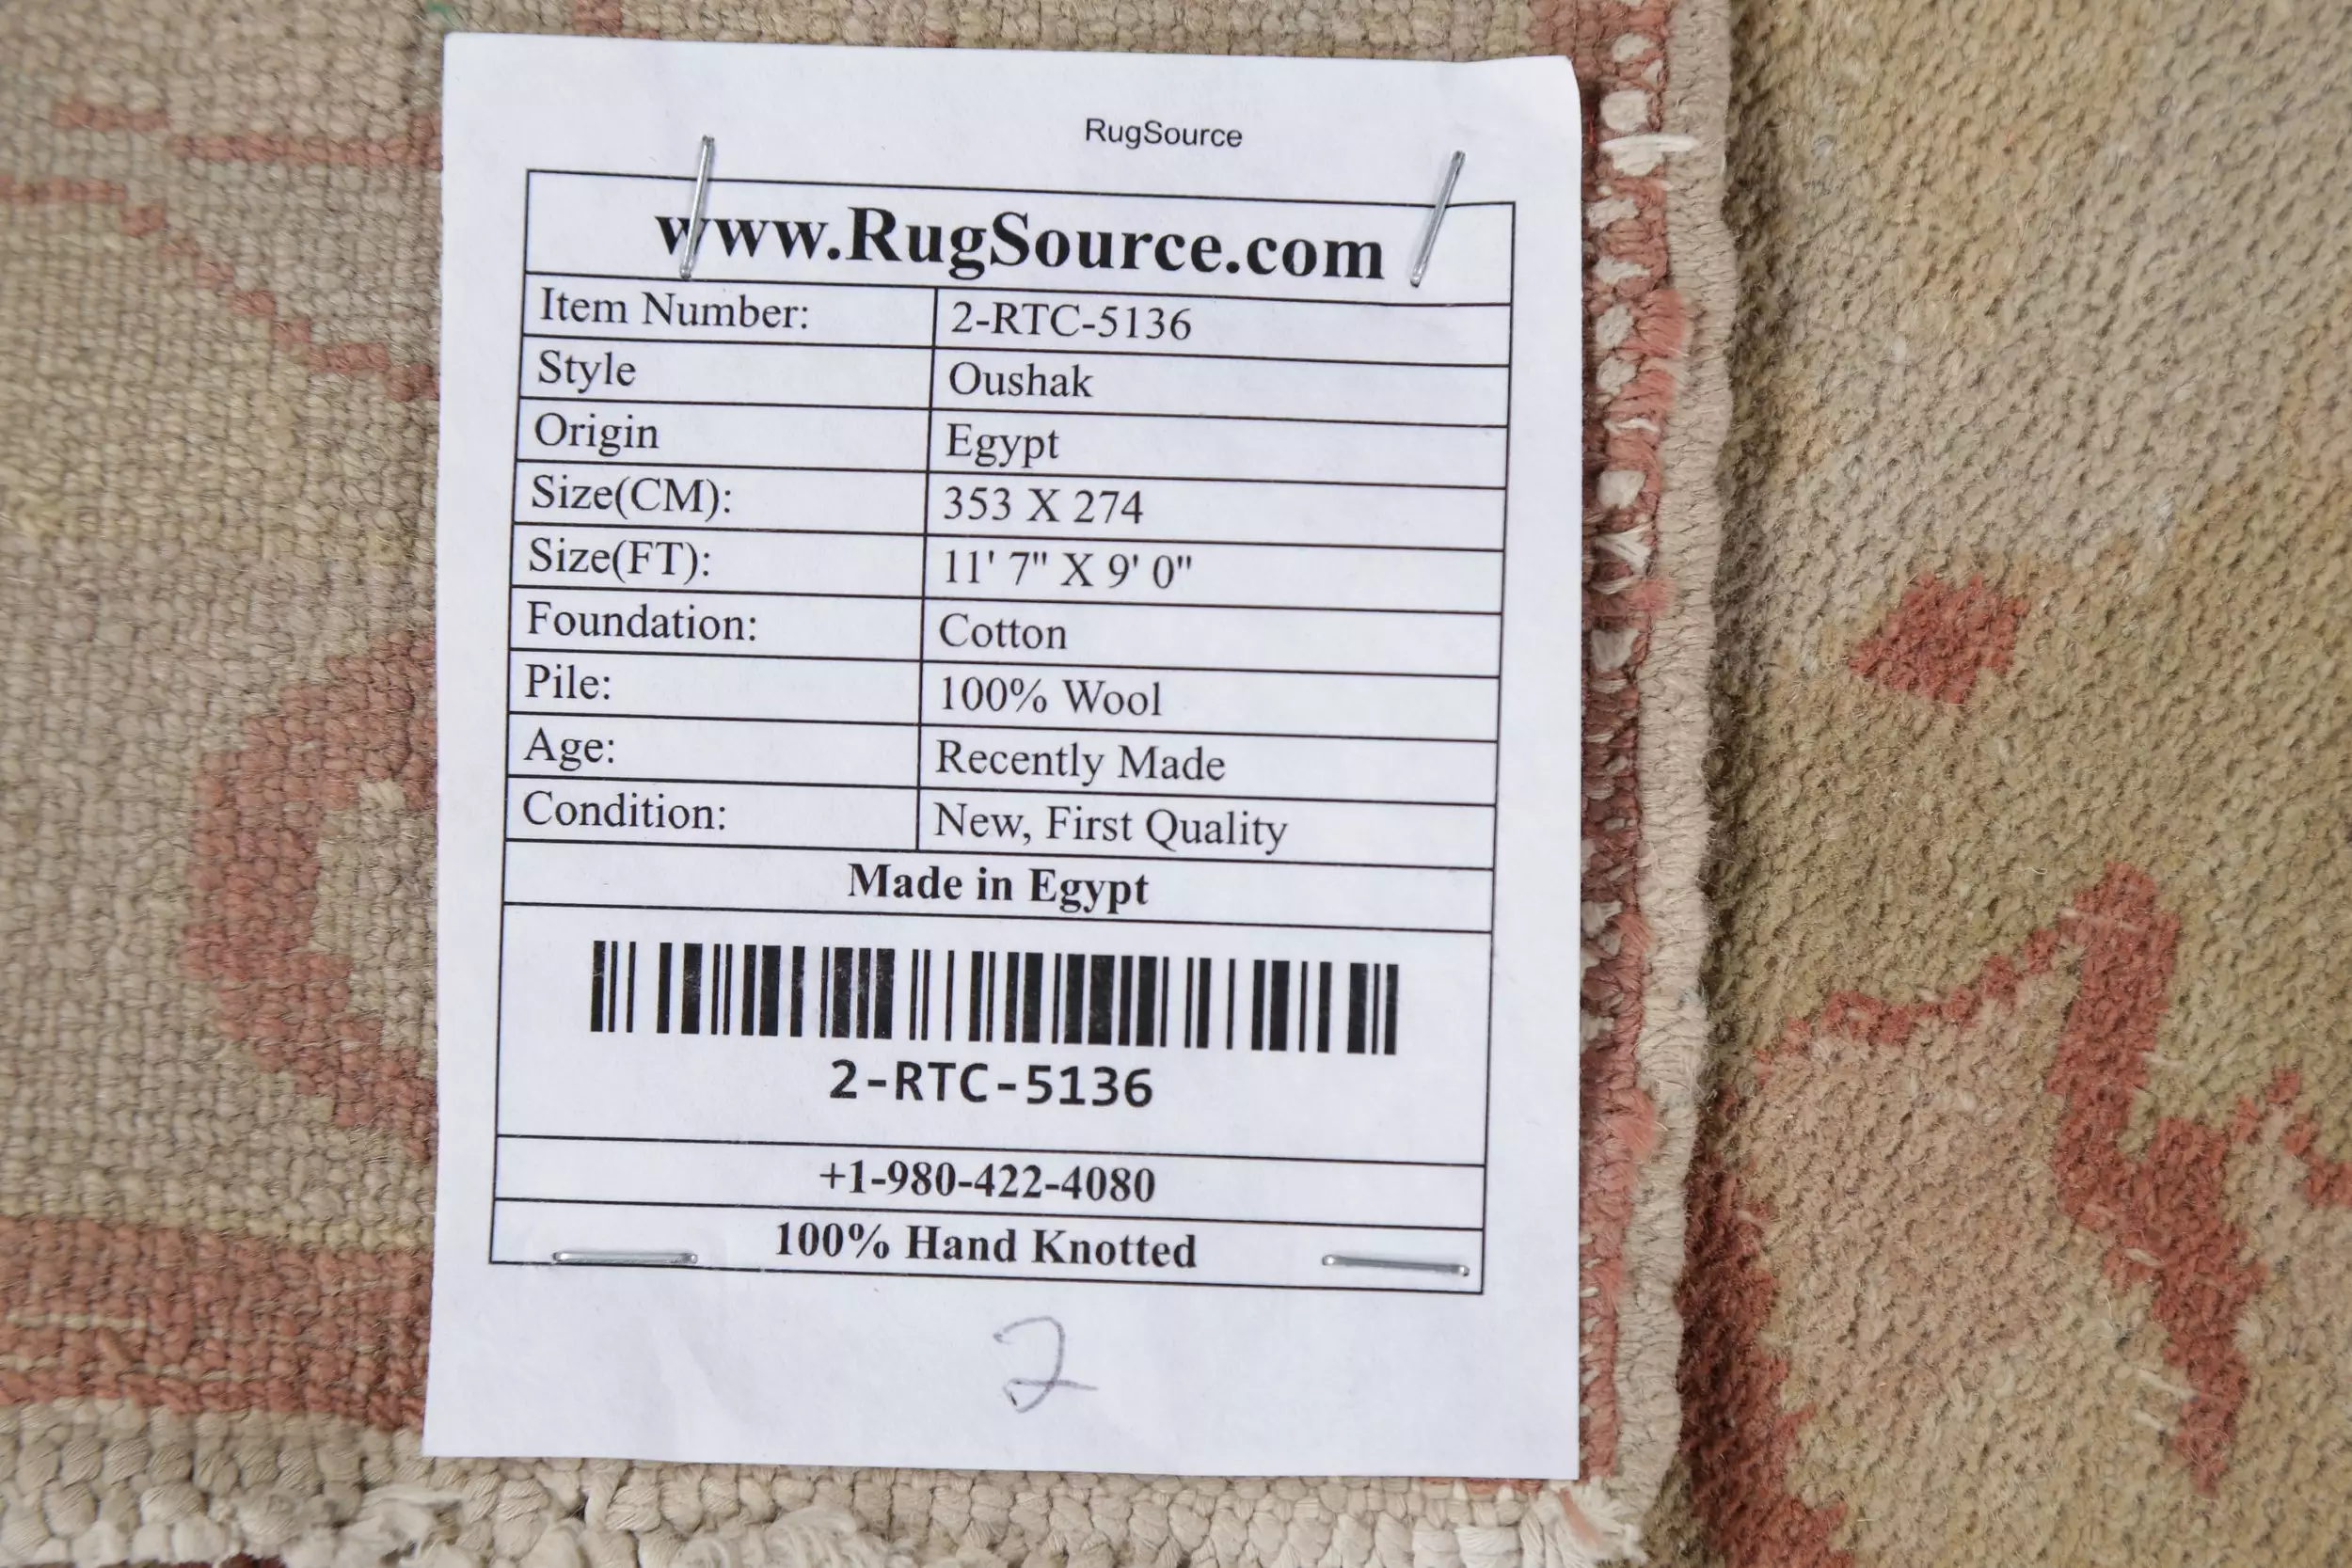 RugSource
www.RugSource.com
Item Number: 2-RTC-5136
Style Oushak
Origin Egypt
Size(CM): 353 X 274
Size(FT): 11' 7" X 9' 0"
Foundation: Cotton
Pile: 100% Wool
Age: Recently Made
Condition: New, First Quality
Made in Egypt
2-RTC-5136
+1-980-422-4080
100% Hand Knotted
2